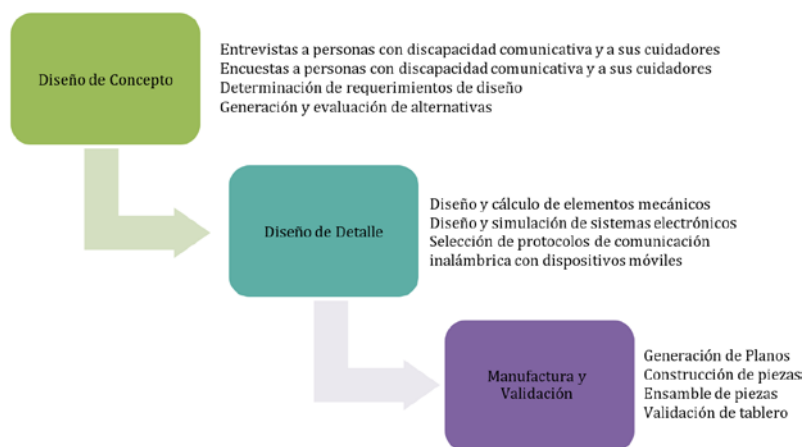 Diseño de Concepto
Entrevistas a personas con discapacidad comunicativa y a sus cuidadores
Encuestas a personas con discapacidad comunicativa y a sus cuidadores
Determinación de requerimientos de diseño
Generación y evaluación de alternativas
Diseño de Detalle
Diseño y cálculo de elementos mecánicos
Diseño y simulación de sistemas electrónicos
Selección de protocolos de comunicación
inalámbrica con dispositivos móviles
Manufactura y
Validación
Generación de Planos
Construcción de piezas
Ensamble de piezas
Validación de tablero